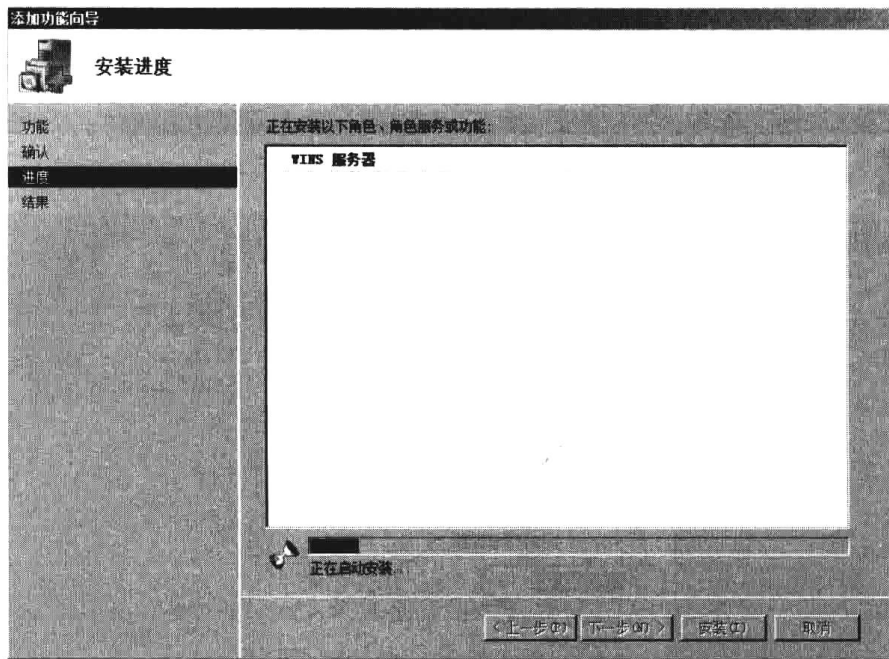 添加功能向导
安装进度
功能
确认
进度
结果
正在安装以下角色、角色服务或功能:
WINS 服务器
正在启动安装...
< 上一步(P)
下一步(N) >
安装(I)
取消